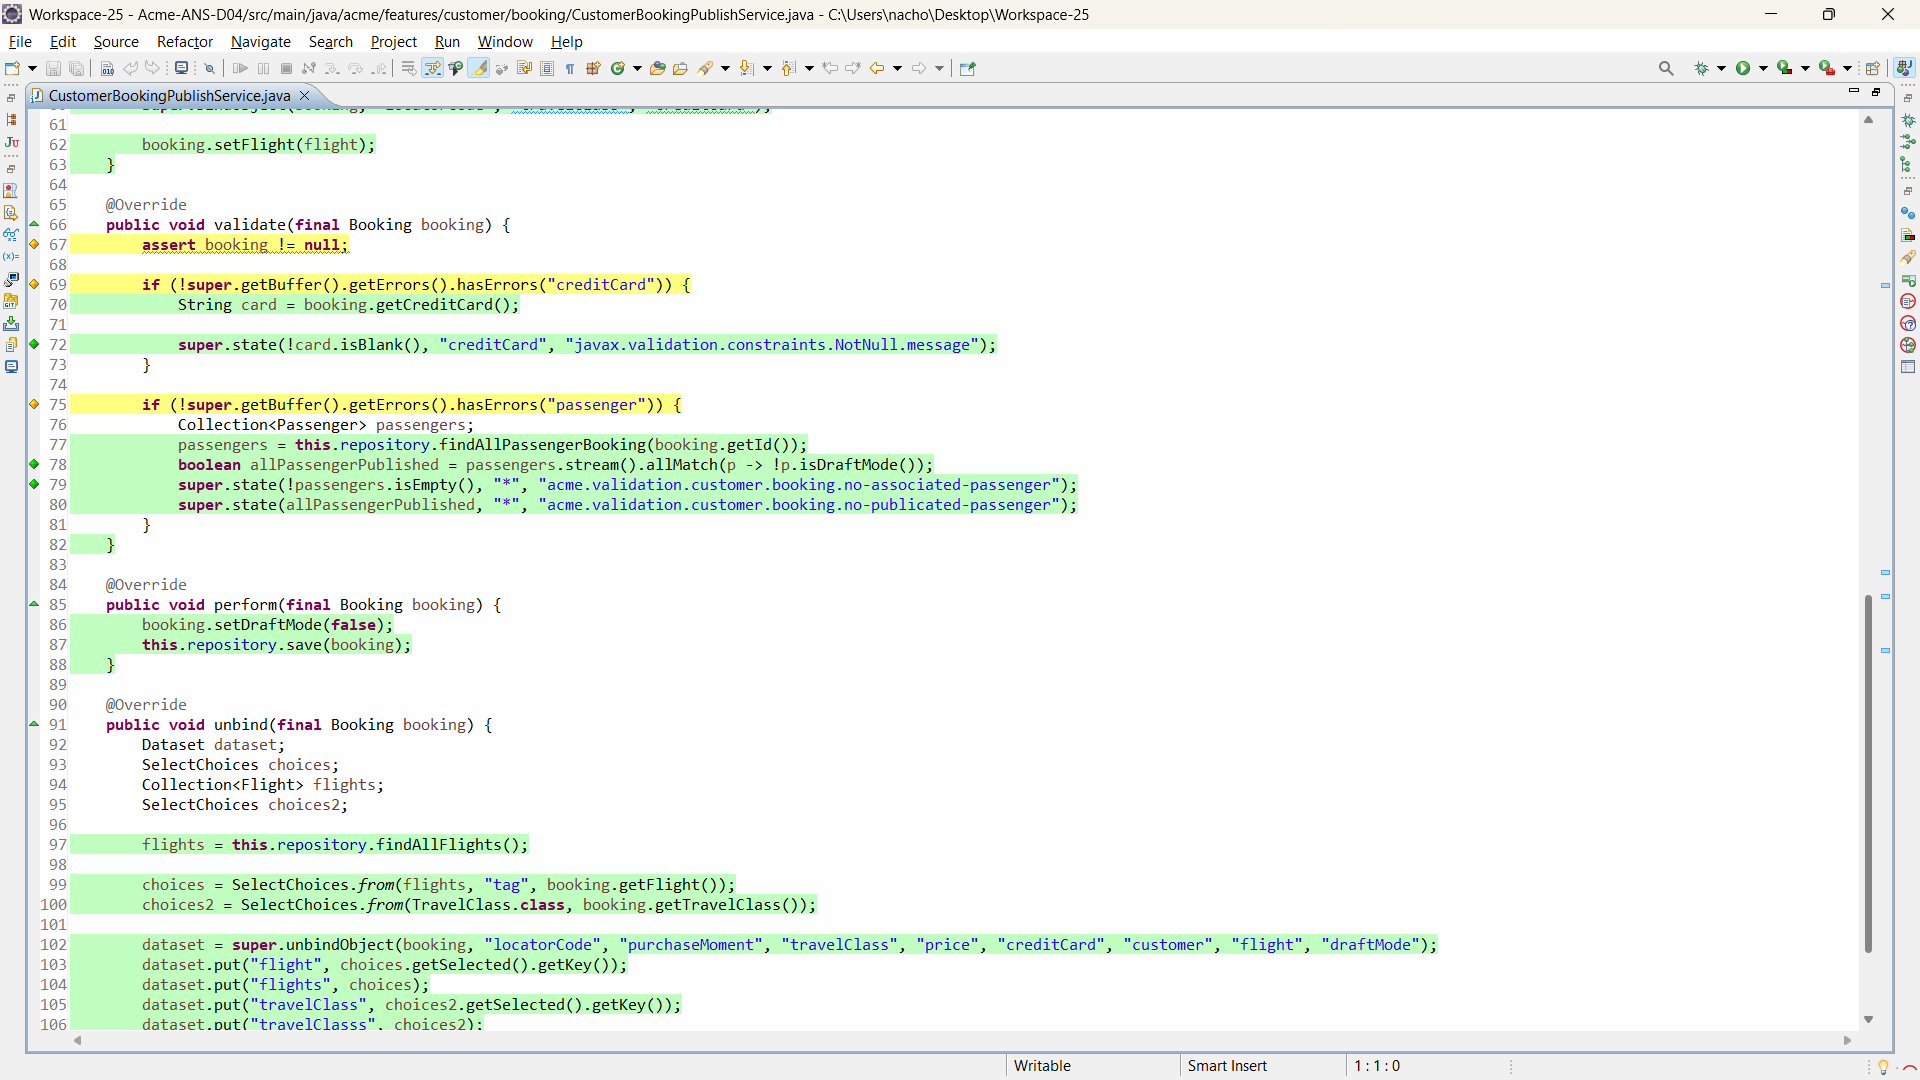 Workspace-25 - Acme-ANS-D04/src/main/java/acme/features/customer/booking/CustomerBookingPublishService.java - C:\Users\nacho\Desktop\Workspace-25
File Edit Source Refactor Navigate Search Project Run Window Help
CustomerBookingPublishService.java
61
62 booking.setFlight(flight);
63 }
64
65 @Override
66 public void validate(final Booking booking) {
67 assert booking != null;
68
69 if (!super.getBuffer().getErrors().hasErrors("creditCard")) {
70 String card = booking.getCreditCard();
71
72 super.state(!card.isBlank(), "creditCard", "javax.validation.constraints.NotNull.message");
73 }
74
75 if (!super.getBuffer().getErrors().hasErrors("passenger")) {
76 Collection<Passenger> passengers;
77 passengers = this.repository.findAllPassengerBooking(booking.getId());
78 boolean allPassengerPublished = passengers.stream().allMatch(p -> !p.isDraftMode());
79 super.state(!passengers.isEmpty(), "*", "acme.validation.customer.booking.no-associated-passenger");
80 super.state(allPassengerPublished, "*", "acme.validation.customer.booking.no-publicated-passenger");
81 }
82 }
83
84 @Override
85 public void perform(final Booking booking) {
86 booking.setDraftMode(false);
87 this.repository.save(booking);
88 }
89
90 @Override
91 public void unbind(final Booking booking) {
92 Dataset dataset;
93 SelectChoices choices;
94 Collection<Flight> flights;
95 SelectChoices choices2;
96
97 flights = this.repository.findAllFlights();
98
99 choices = SelectChoices.from(flights, "tag", booking.getFlight());
100 choices2 = SelectChoices.from(TravelClass.class, booking.getTravelClass());
101
102 dataset = super.unbindObject(booking, "locatorCode", "purchaseMoment", "travelClass", "price", "creditCard", "customer", "flight", "draftMode");
103 dataset.put("flight", choices.getSelected().getKey());
104 dataset.put("flights", choices);
105 dataset.put("travelClass", choices2.getSelected().getKey());
106 dataset.put("travelClasss", choices2);
Writable Smart Insert 1 : 1 : 0